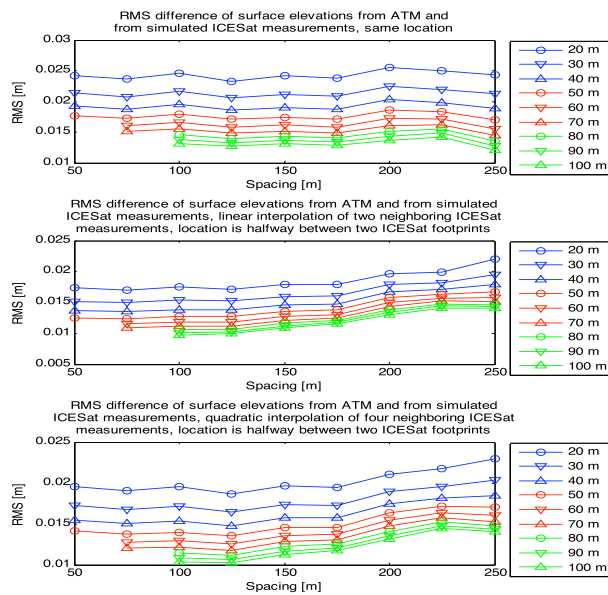 RMS difference of surface elevations from ATM and
from simulated ICESat measurements, same location
0.03
0.025
0.02
0.015
0.01
RMS [m]
50
100
150
200
250
Spacing [m]
20 m
30 m
40 m
50 m
60 m
70 m
80 m
90 m
100 m
RMS difference of surface elevations from ATM and from simulated
ICESat measurements, linear interpolation of two neighboring ICESat
measurements, location is halfway between two ICESat footprints
0.025
0.02
0.015
0.01
0.005
RMS [m]
50
100
150
200
250
Spacing [m]
20 m
30 m
40 m
50 m
60 m
70 m
80 m
90 m
100 m
RMS difference of surface elevations from ATM and from simulated
ICESat measurements, quadratic interpolation of four neighboring ICESat
measurements, location is halfway between two ICESat footprints
0.025
0.02
0.015
0.01
RMS [m]
50
100
150
200
250
Spacing [m]
20 m
30 m
40 m
50 m
60 m
70 m
80 m
90 m
100 m